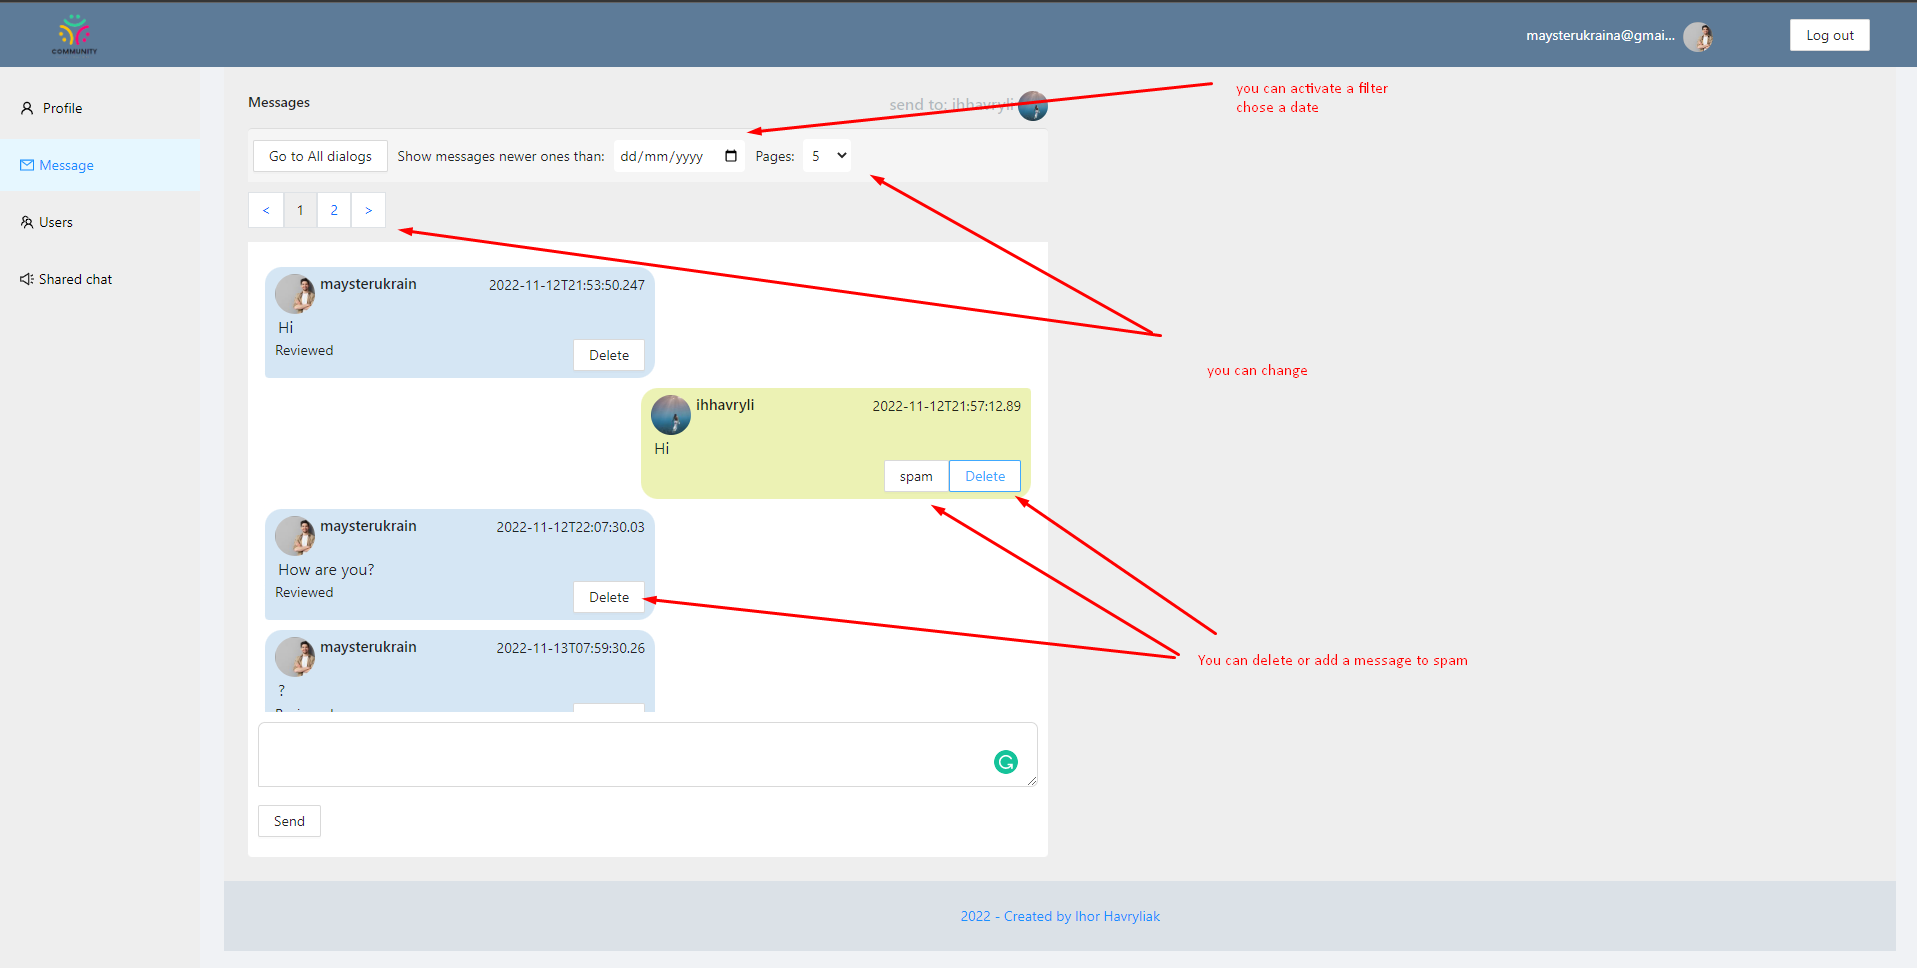 COMMUNITY
maysterukraina@gmai...
Log out
Profile
Message
Users
Shared chat
Messages
send to: ihhavryli
you can activate a filter
chose a date
Go to All dialogs Show messages newer ones than: dd/mm/yyyy Pages: 5
< 1 2 >
maysterukrain 2022-11-12T21:53:50.247
Hi
Reviewed
Delete
you can change
ihhavryli 2022-11-12T21:57:12.89
Hi
spam Delete
maysterukrain 2022-11-12T22:07:30.03
How are you?
Reviewed
Delete
maysterukrain 2022-11-13T07:59:30.26
?
You can delete or add a message to spam
Send
2022 - Created by Ihor Havryliak